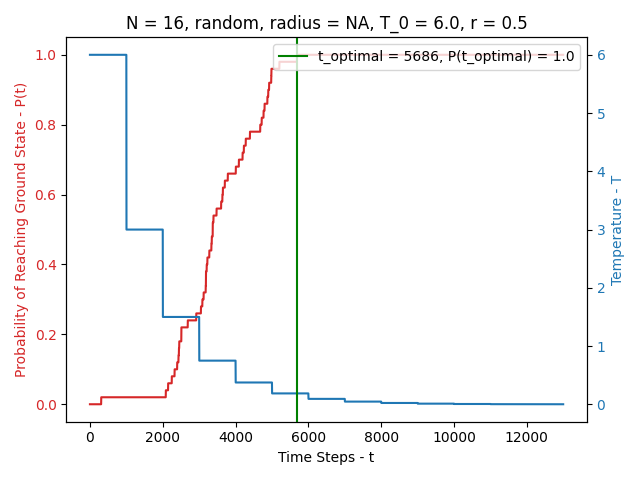 N = 16, random, radius = NA, T_0 = 6.0, r = 0.5
t_optimal = 5686, P(t_optimal) = 1.0
Probability of Reaching Ground State - P(t)
1.0
0.8
0.6
0.4
0.2
0.0
6
5
4
3
2
1
0
Temperature - T
0 2000 4000 6000 8000 10000 12000
Time Steps - t